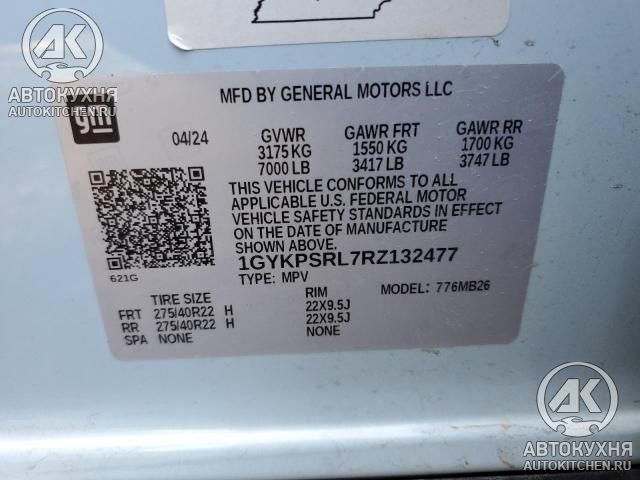 АВТОКУХНЯ
AUTOKITCHEN.RU
MFD BY GENERAL MOTORS LLC
gm
04/24 GVWR GAWR FRT GAWR RR
3175 KG 1550 KG 1700 KG
7000 LB 3417 LB 3747 LB
THIS VEHICLE CONFORMS TO ALL
APPLICABLE U.S. FEDERAL MOTOR
VEHICLE SAFETY STANDARDS IN EFFECT
ON THE DATE OF MANUFACTURE
SHOWN ABOVE.
1GYKPSRL7RZ132477
621G
TYPE: MPV MODEL: 776MB26
TIRE SIZE RIM
FRT 275/40R22 H 22X9.5J
RR 275/40R22 H 22X9.5J
SPA NONE NONE
АК
АВТОКУХНЯ
AUTOKITCHEN.RU